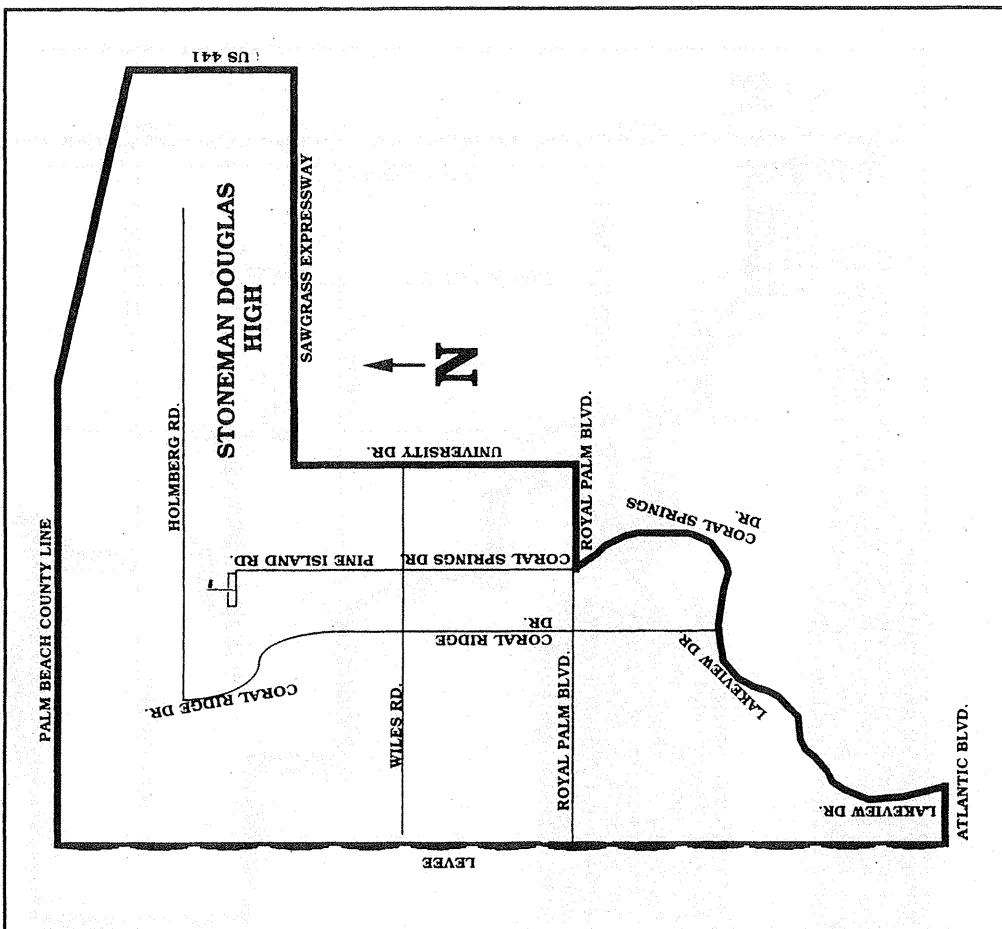 US 441
PALM BEACH COUNTY LINE
HOLMBERG RD.
STONEMAN DOUGLAS
HIGH
SAWGRASS EXPRESSWAY
N
UNIVERSITY DR.
ROYAL PALM BLVD.
PINE ISLAND RD.
CORAL SPRINGS DR.
CORAL SPRINGS
DR.
CORAL RIDGE
DR.
CORAL RIDGE DR.
WILES RD.
ROYAL PALM BLVD.
LAKEVIEW DR
LAKEVIEW DR.
ATLANTIC BLVD.
LEVEE